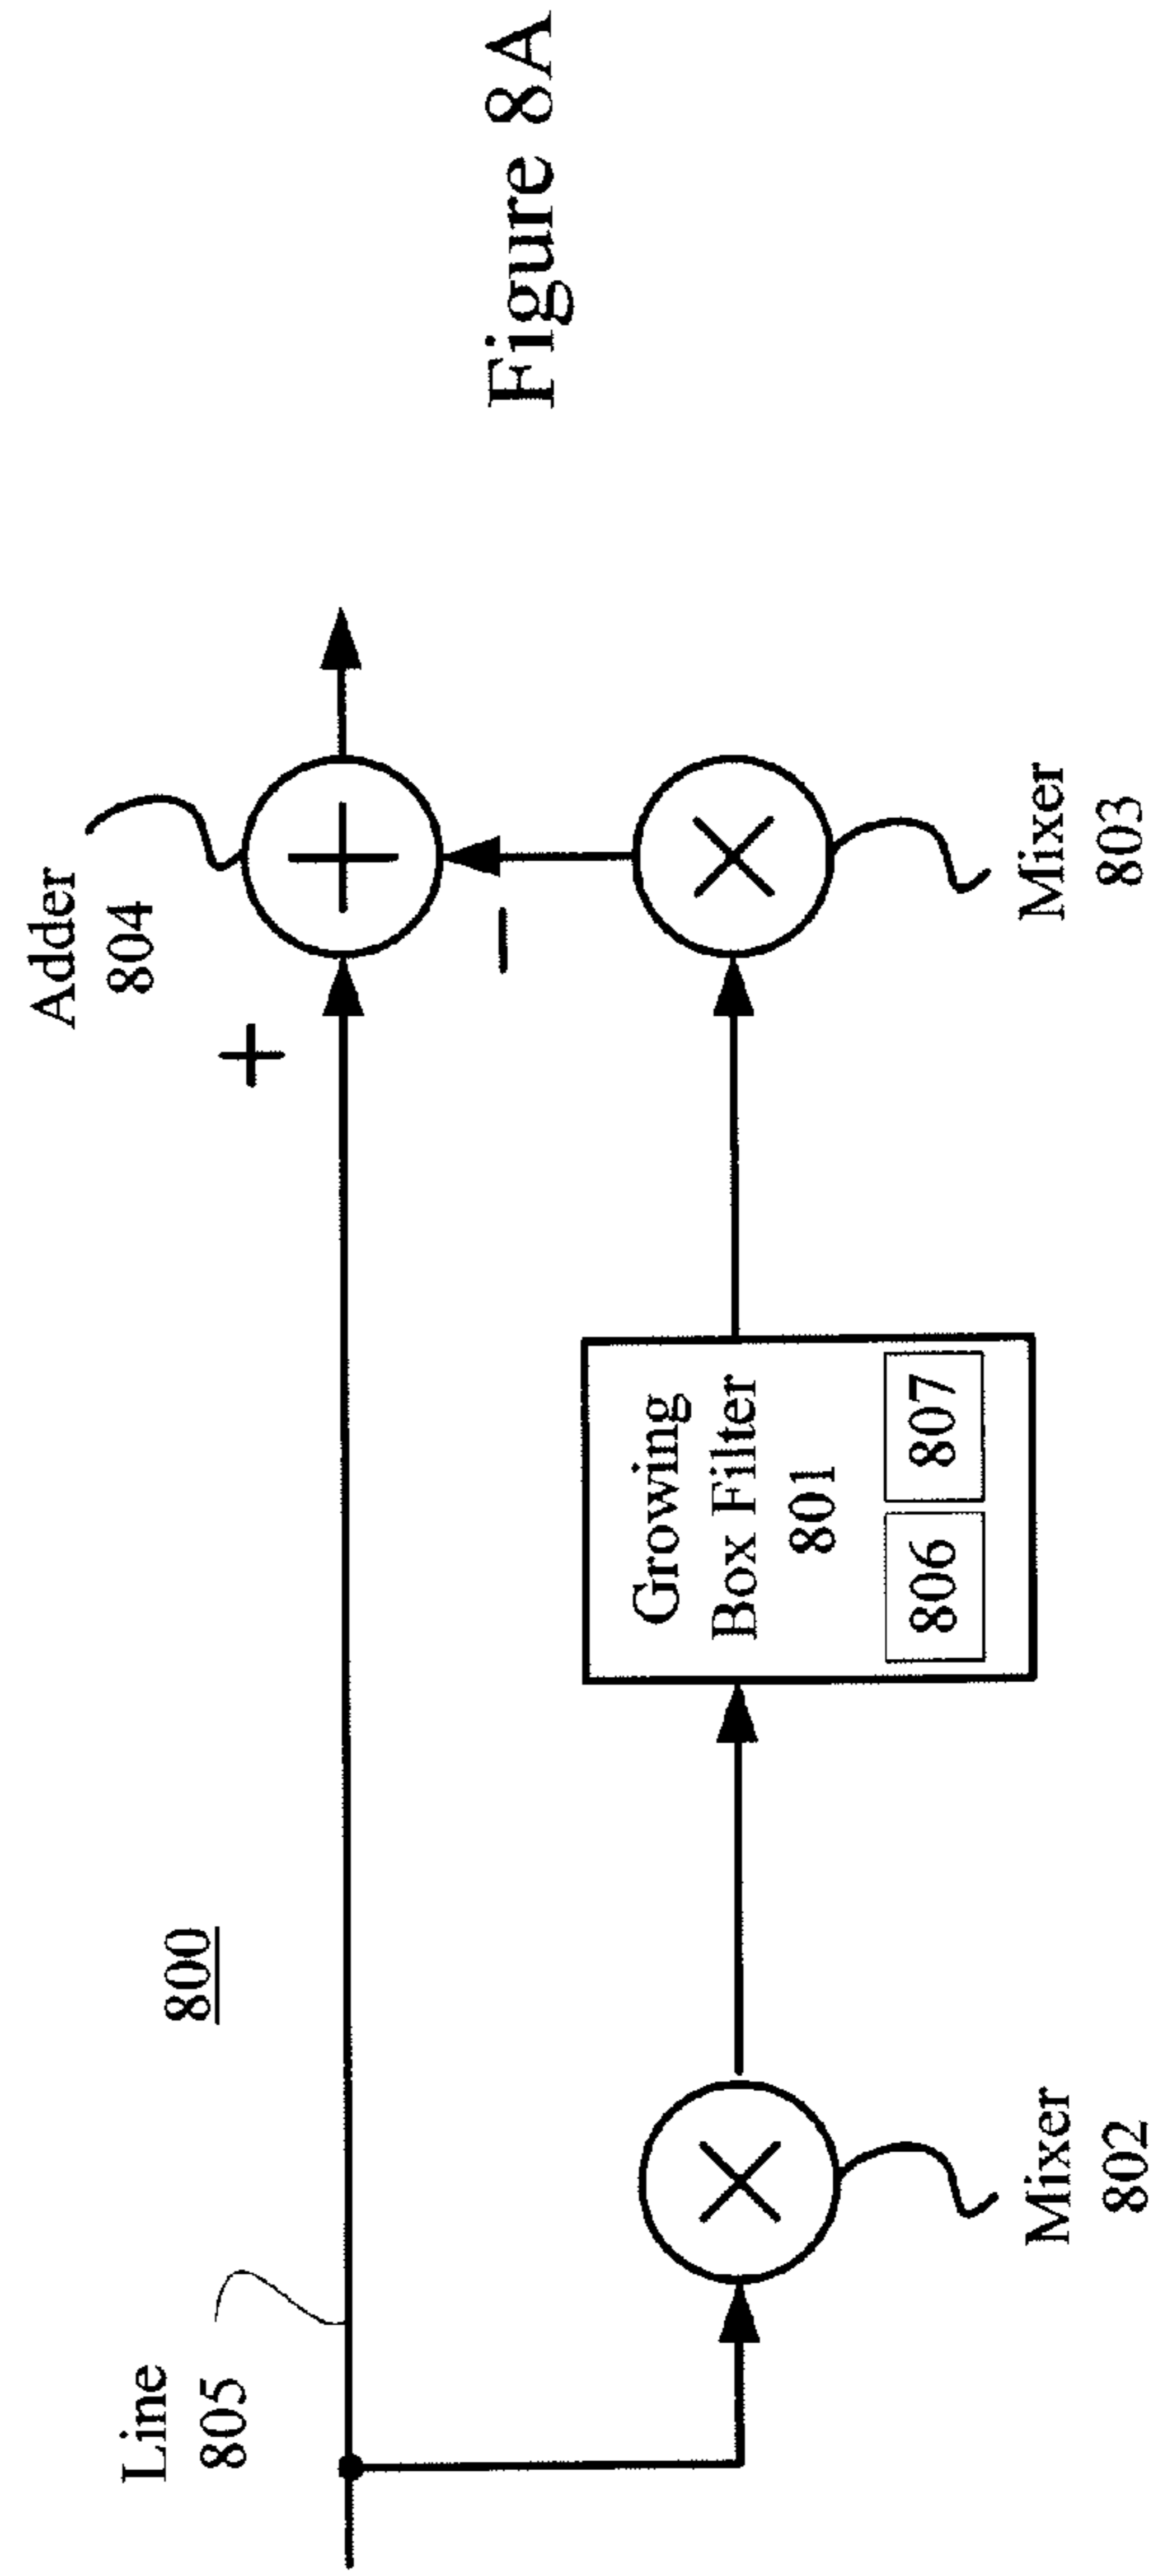 Line
805
800
Adder
804
+
−
Growing
Box Filter
801
806 807
Mixer
802
Mixer
803
Figure 8A